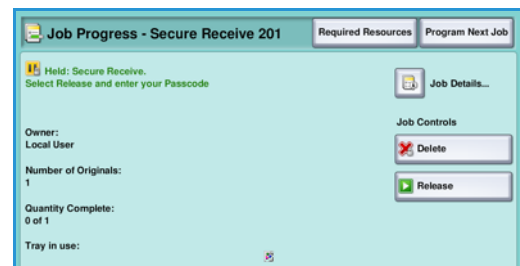 Job Progress - Secure Receive 201
Required Resources
Program Next Job
Held: Secure Receive.
Select Release and enter your Passcode
Job Details...
Owner:
Local User
Job Controls
Delete
Number of Originals:
1
Release
Quantity Complete:
0 of 1
Tray in use: